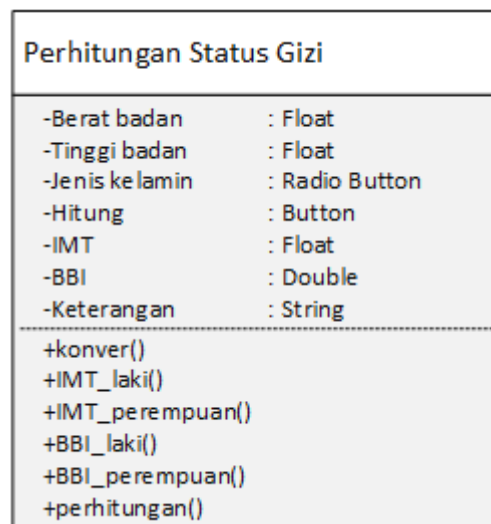 Perhitungan Status Gizi
-Berat badan : Float
-Tinggi badan : Float
-Jenis kelamin : Radio Button
-Hitung : Button
-IMT : Float
-BBI : Double
-Keterangan : String
+konver()
+IMT_laki()
+IMT_perempuan()
+BBI_laki()
+BBI_perempuan()
+perhitungan()